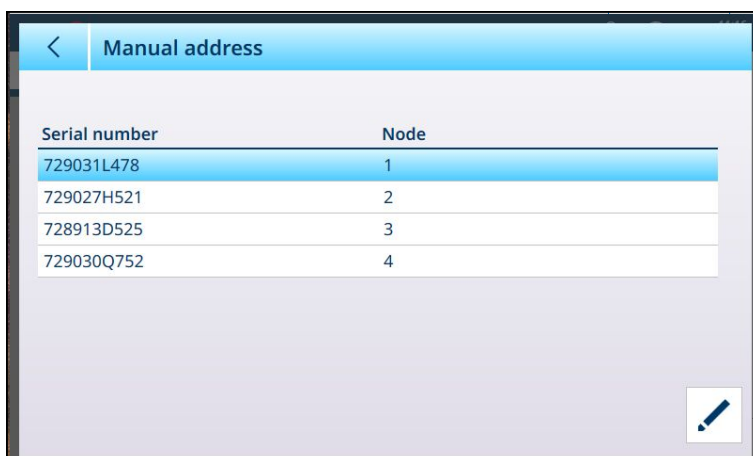 Manual address
Serial number Node
729031L478 1
729027H521 2
728913D525 3
729030Q752 4